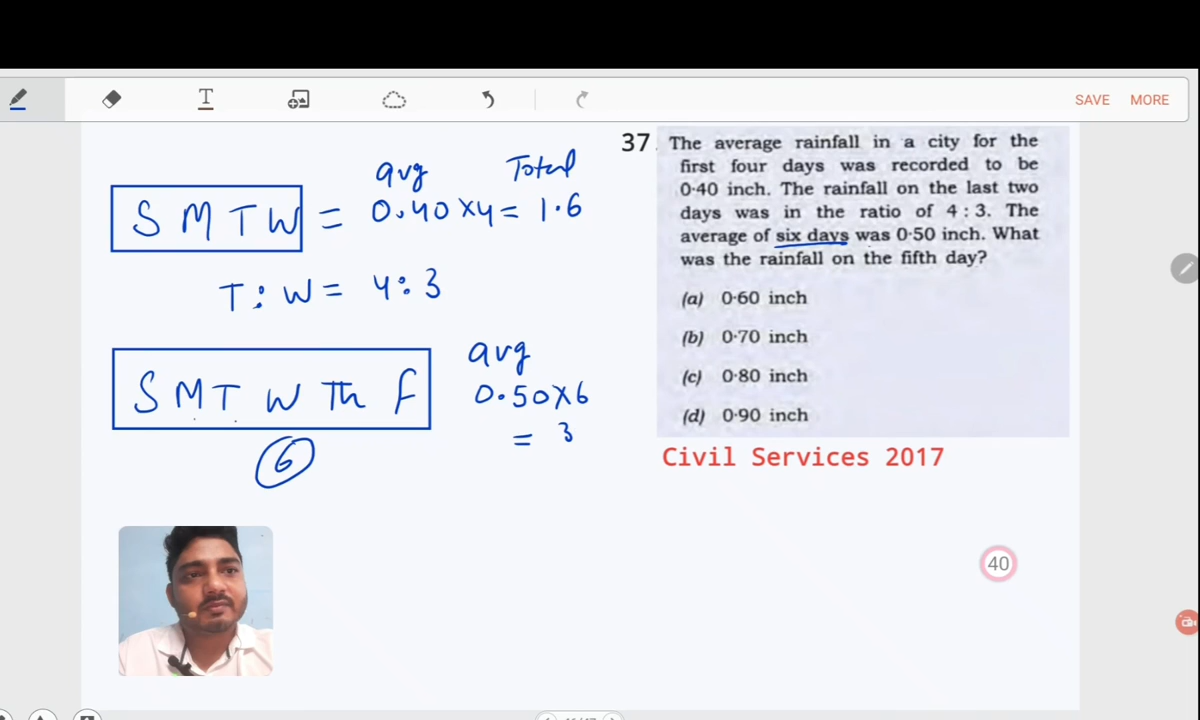 T
SAVE MORE
avg Total
S M T W = 0.40 × 4 = 1.6
T : W = 4 : 3
S M T W Th F
6
avg
0.50 × 6
= 3
37. The average rainfall in a city for the
first four days was recorded to be
0·40 inch. The rainfall on the last two
days was in the ratio of 4 : 3. The
average of six days was 0·50 inch. What
was the rainfall on the fifth day?
(a) 0·60 inch
(b) 0·70 inch
(c) 0·80 inch
(d) 0·90 inch
Civil Services 2017
40